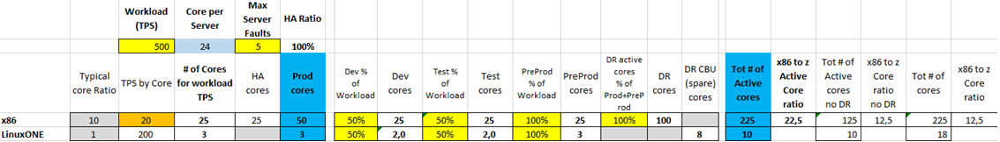 Workload (TPS) Core per Server Max Server Faults HA Ratio
500 24 5 100%
Typical core Ratio TPS by Core # of Cores for workload TPS HA cores Prod cores Dev % of Workload Dev cores Test % of Workload Test cores PreProd % of Workload PreProd cores DR active cores % of Prod+PreP rod DR cores DR CBU (spare) cores Tot # of Active cores x86 to z Active Core ratio Tot # of Active cores no DR x86 to z Core ratio no DR Tot # of cores x86 to z Core ratio
x86 10 20 25 25 50 50% 25 50% 25 100% 25 100% 100 225 22,5 125 12,5 225 12,5
LinuxONE 1 200 3 3 50% 2,0 50% 2,0 100% 3 8 10 10 18